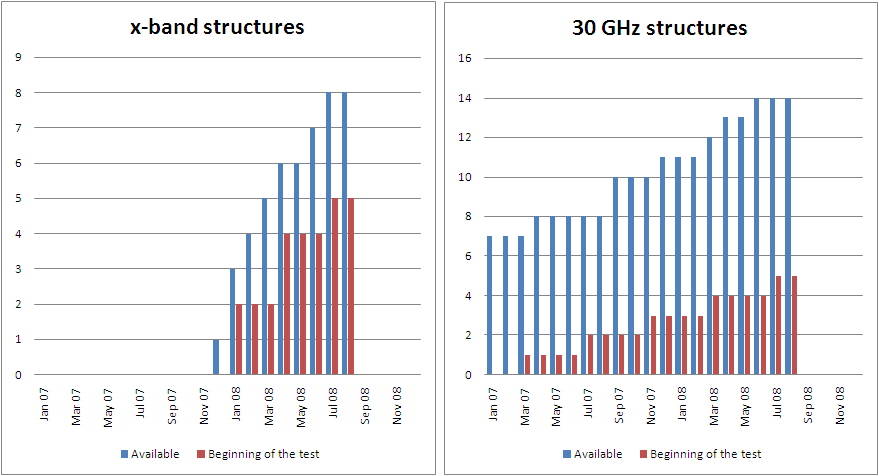 x-band structures
9
8
7
6
5
4
3
2
1
0
Jan 07
Mar 07
May 07
Jul 07
Sep 07
Nov 07
Jan 08
Mar 08
May 08
Jul 08
Sep 08
Nov 08
Available
Beginning of the test
30 GHz structures
16
14
12
10
8
6
4
2
0
Jan 07
Mar 07
May 07
Jul 07
Sep 07
Nov 07
Jan 08
Mar 08
May 08
Jul 08
Sep 08
Nov 08
Available
Beginning of the test